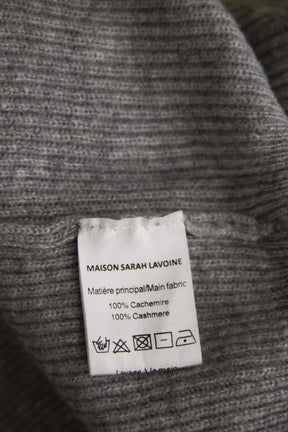 MAISON SARAH LAVOINE
Matière principal/Main fabric
100% Cachemire
100% Cashmere